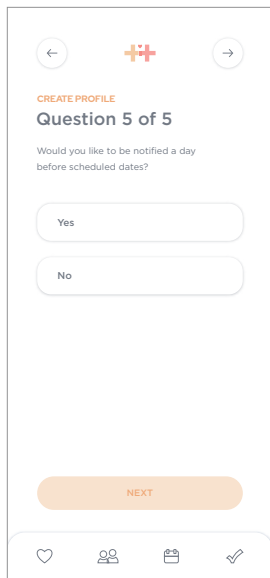 CREATE PROFILE
Question 5 of 5
Would you like to be notified a day
before scheduled dates?
Yes
No
NEXT